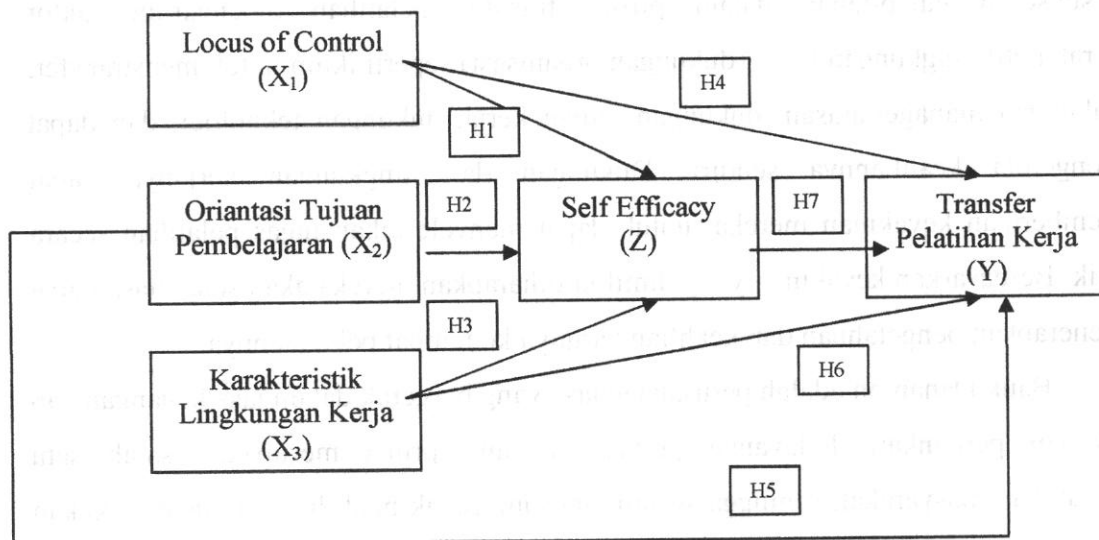 Locus of Control
(X₁)
H4
H1
Oriantasi Tujuan
Pembelajaran (X₂)
H2
Self Efficacy
(Z)
H7
Transfer
Pelatihan Kerja
(Y)
H3
Karakteristik
Lingkungan Kerja
(X₃)
H6
H5